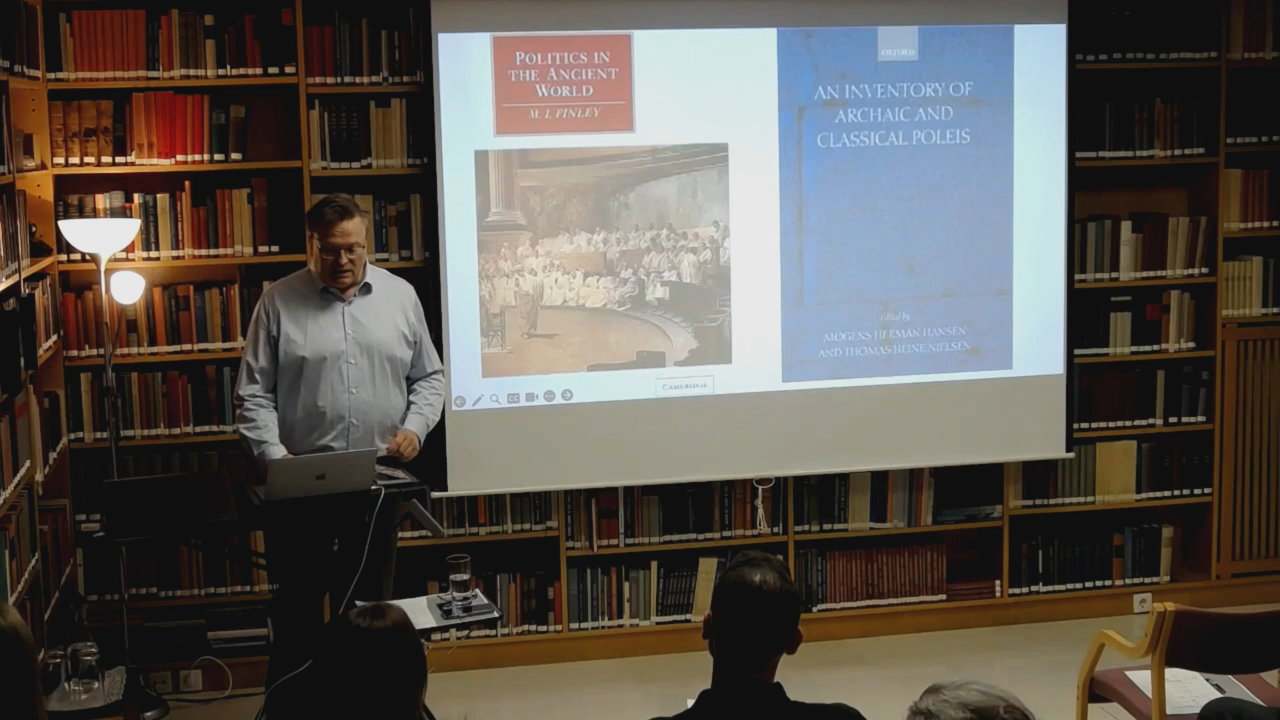 POLITICS IN
THE ANCIENT
WORLD
M. I. FINLEY
CAMBRIDGE
OXFORD
AN INVENTORY OF
ARCHAIC AND
CLASSICAL POLEIS
Edited by
MOGENS HERMAN HANSEN
AND THOMAS HEINE NIELSEN
CC